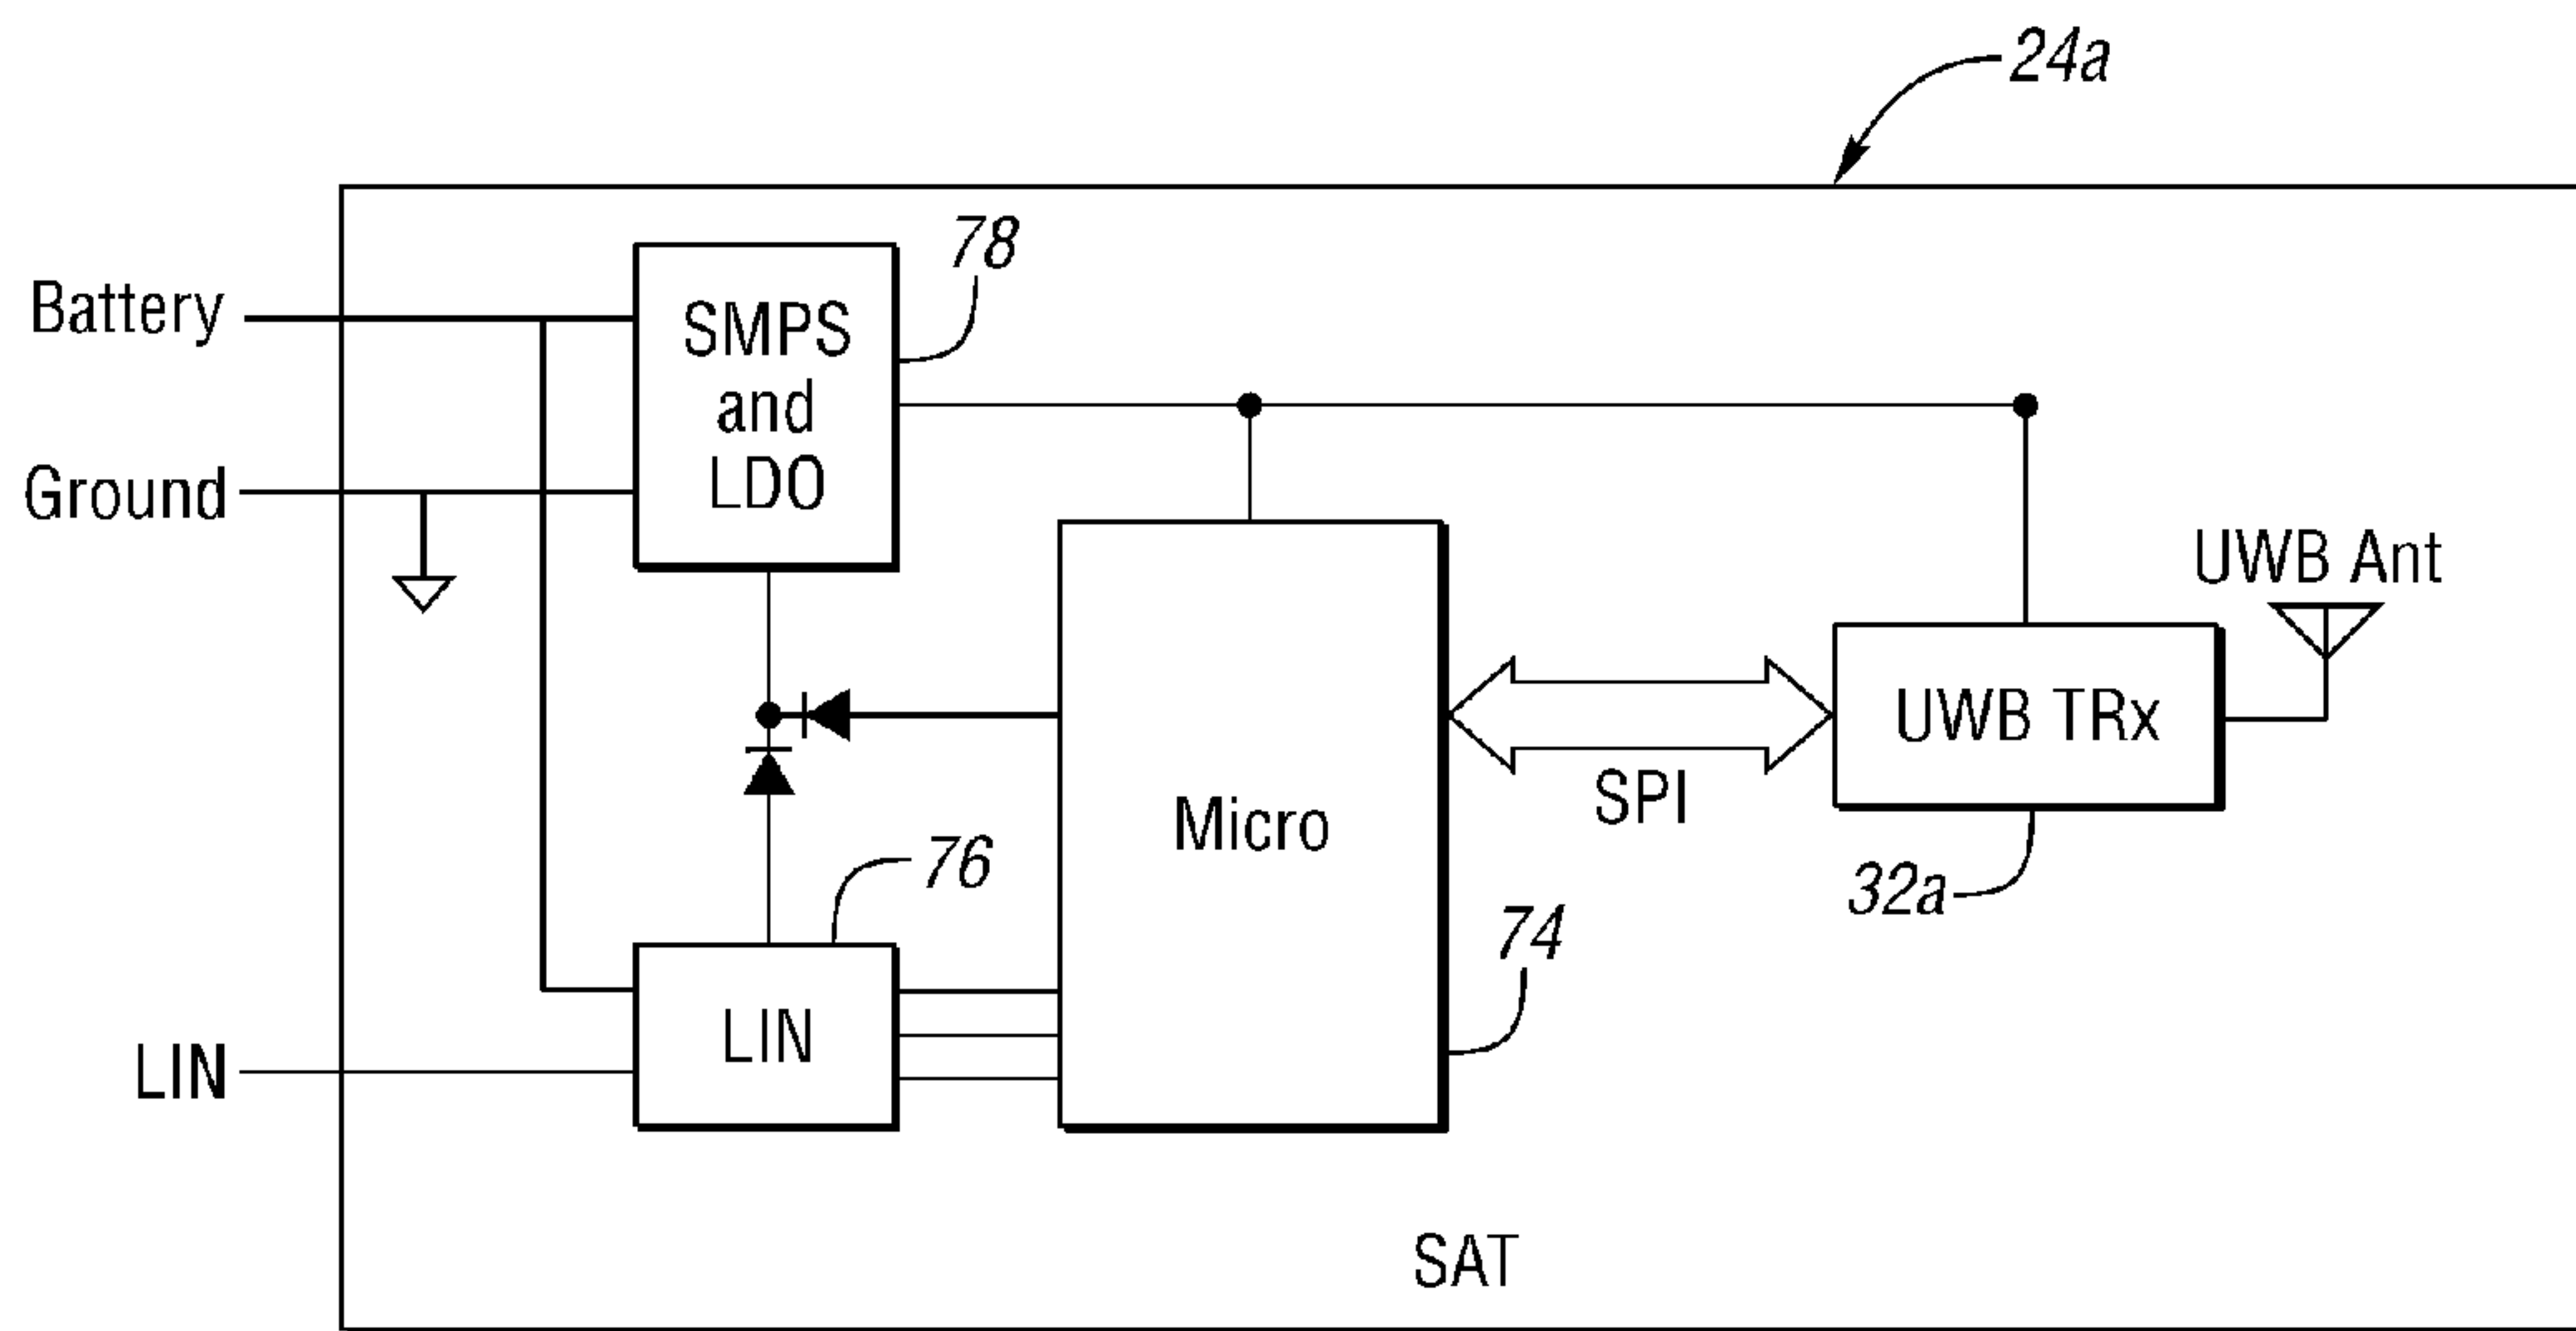 24a
78
Battery
SMPS
and
LDO
Ground
UWB Ant
UWB TRx
SPI
Micro
76
32a
74
LIN
LIN
SAT